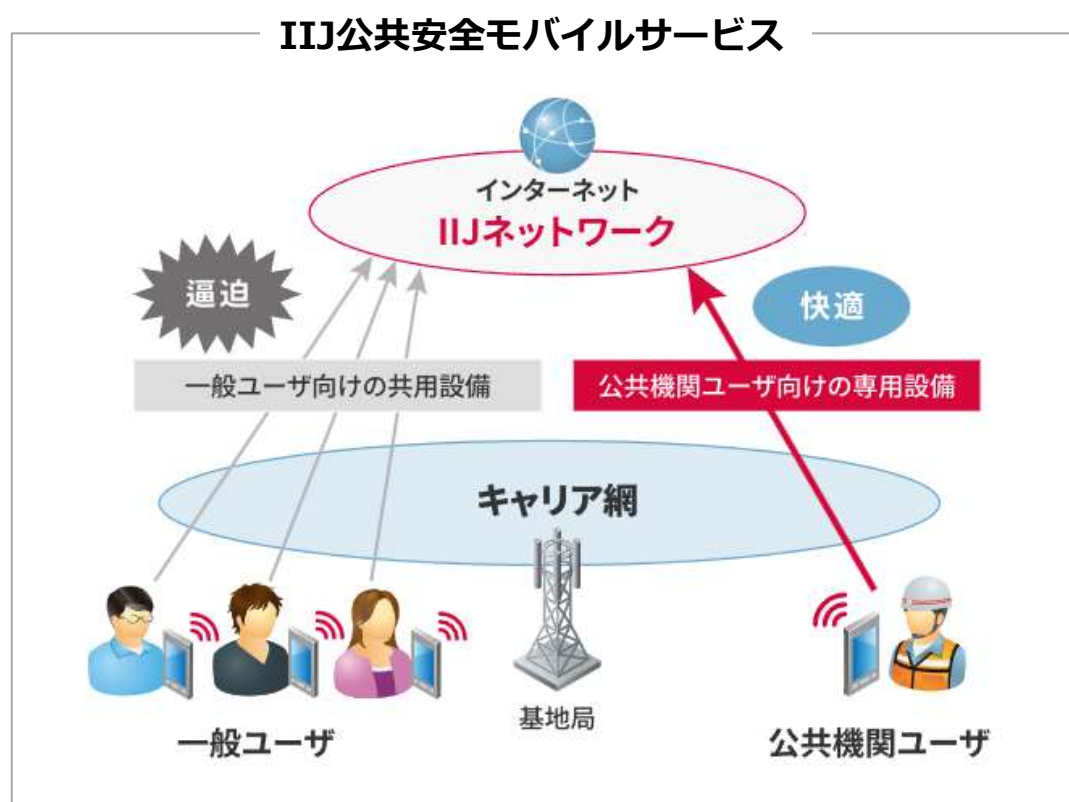 IIJ公共安全モバイルサービス
インターネット
IIJネットワーク
逼迫
快適
一般ユーザ向けの共用設備
公共機関ユーザ向けの専用設備
キャリア網
基地局
一般ユーザ
公共機関ユーザ